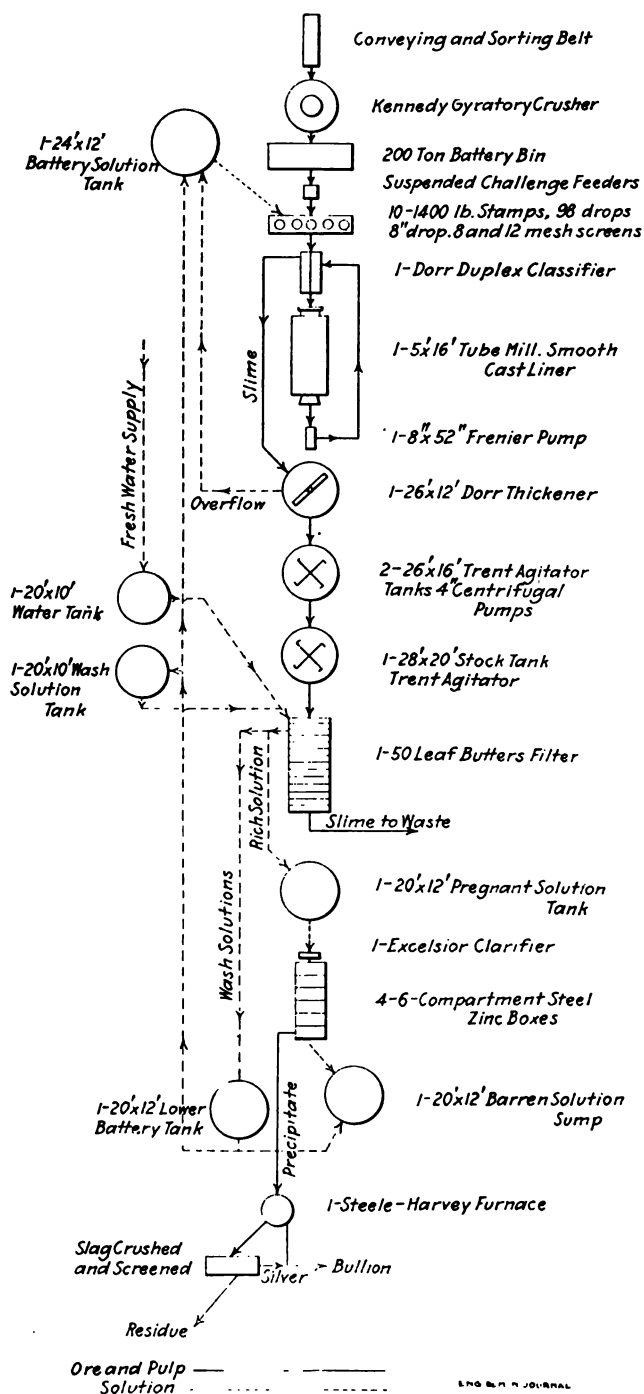 Conveying and Sorting Belt
Kennedy Gyratory Crusher
1-24'x12'
Battery Solution
Tank
200 Ton Battery Bin
Suspended Challenge Feeders
10-1400 lb. Stamps, 98 drops
8" drop. 8 and 12 mesh screens
1-Dorr Duplex Classifier
Slime
1-5'x16' Tube Mill. Smooth
Cast Liner
Fresh Water Supply
1-8"x52" Frenier Pump
Overflow
1-26'x12' Dorr Thickener
1-20'x10'
Water Tank
2-26'x16' Trent Agitator
Tanks 4" Centrifugal
Pumps
1-20'x10' Wash
Solution
Tank
1-28'x20' Stock Tank
Trent Agitator
1-50 Leaf Butters Filter
Rich Solution
Slime to Waste
Wash Solutions
1-20'x12' Pregnant Solution
Tank
1-Excelsior Clarifier
4-6-Compartment Steel
Zinc Boxes
1-20'x12' Lower
Battery Tank
Precipitate
1-20'x12' Barren Solution
Sump
1-Steele-Harvey Furnace
Slag Crushed
and Screened
Silver
Bullion
Residue
Ore and Pulp
Solution
JOURNAL